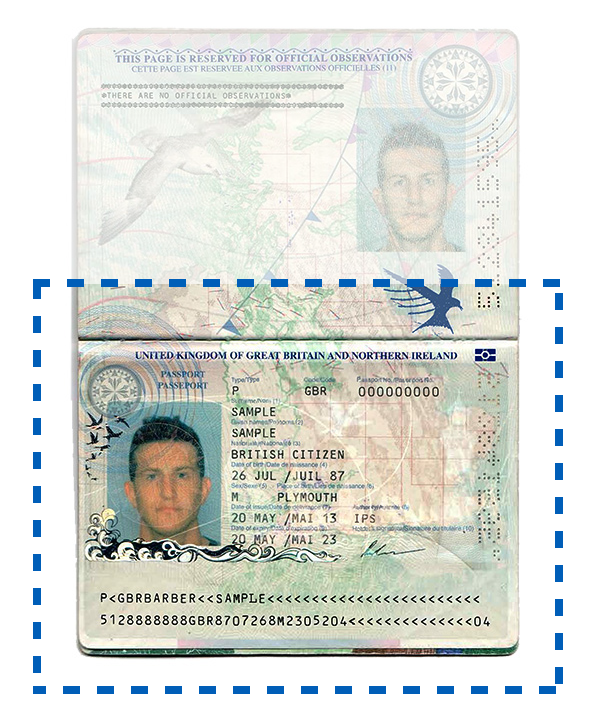 THIS PAGE IS RESERVED FOR OFFICIAL OBSERVATIONS
CETTE PAGE EST RESERVEE AUX OBSERVATIONS OFFICIELLES (11)
THERE ARE NO OFFICIAL OBSERVATIONS
UNITED KINGDOM OF GREAT BRITAIN AND NORTHERN IRELAND
PASSPORT
PASSEPORT
Type/Type Code/Code Passport No./Passeport No.
P GBR 000000000
Surname/Nom (1)
SAMPLE
Given names/Prénoms (2)
SAMPLE
Nationality/Nationalité (3)
BRITISH CITIZEN
Date of birth/Date de naissance (4)
26 JUL /JUIL 87
Sex/Sexe (5) Place of birth/Lieu de naissance (6)
M PLYMOUTH
Date of issue/Date de délivrance (7) Authority/Autorité (8)
20 MAY /MAI 13 IPS
Date of expiry/Date d'expiration (9) Holder's signature/Signature du titulaire (10)
20 MAY /MAI 23
P<GBRBARBER<<SAMPLE<<<<<<<<<<<<<<<<<<<<<<<<
5128888888GBR8707268M2305204<<<<<<<<<<<<<<04